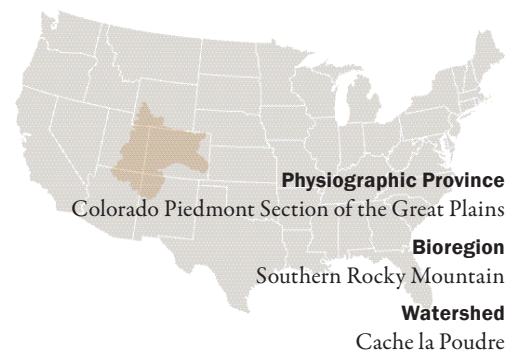 Physiographic Province
Colorado Piedmont Section of the Great Plains
Bioregion
Southern Rocky Mountain
Watershed
Cache la Poudre